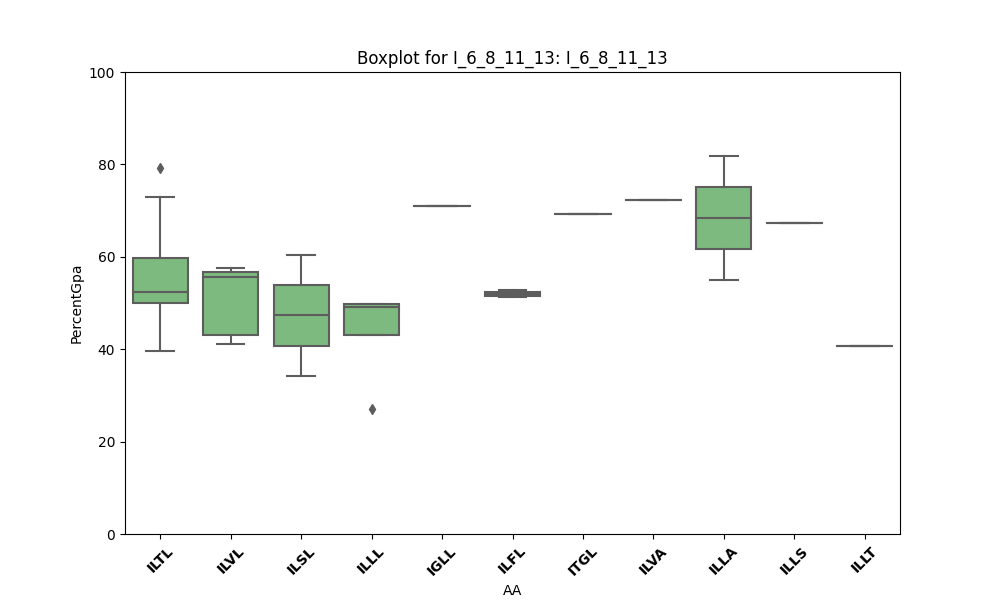 Boxplot for I_6_8_11_13: I_6_8_11_13
100
80
60
40
20
0
PercentGpa
ILTL
ILVL
ILSL
ILLL
IGLL
ILFL
ITGL
ILVA
ILLA
ILLS
ILLT
AA